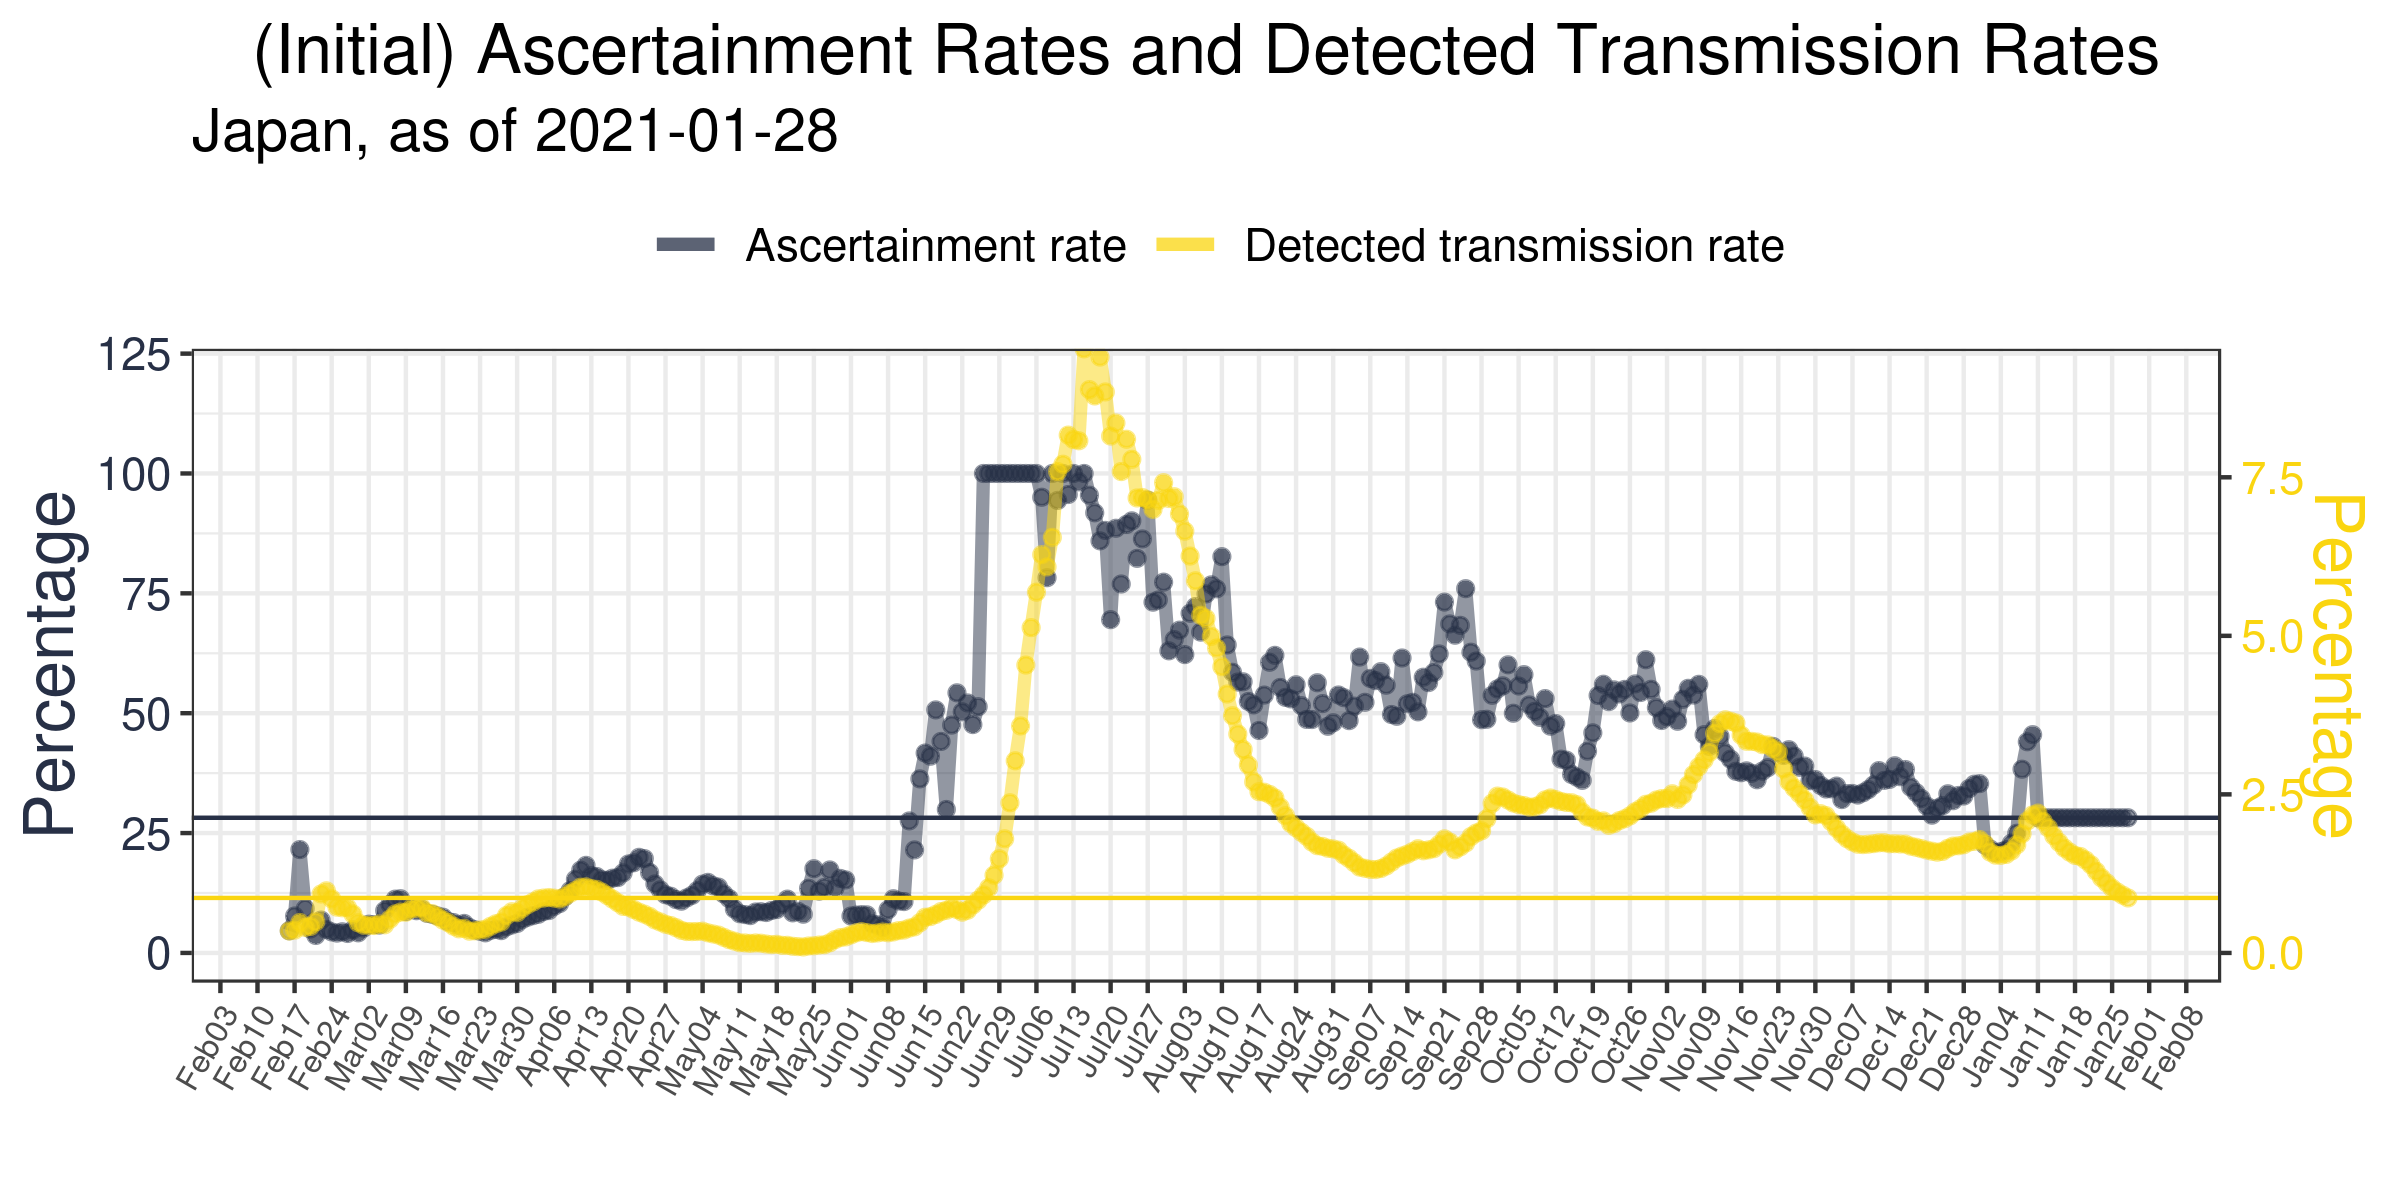 (Initial) Ascertainment Rates and Detected Transmission Rates
Japan, as of 2021-01-28
Ascertainment rate
Detected transmission rate
Percentage
125
100
75
50
25
0
7.5
5.0
2.5
0.0
Percentage
Feb03
Feb10
Feb17
Feb24
Mar02
Mar09
Mar16
Mar23
Mar30
Apr06
Apr13
Apr20
Apr27
May04
May11
May18
May25
Jun01
Jun08
Jun15
Jun22
Jun29
Jul06
Jul13
Jul20
Jul27
Aug03
Aug10
Aug17
Aug24
Aug31
Sep07
Sep14
Sep21
Sep28
Oct05
Oct12
Oct19
Oct26
Nov02
Nov09
Nov16
Nov23
Nov30
Dec07
Dec14
Dec21
Dec28
Jan04
Jan11
Jan18
Jan25
Feb01
Feb08